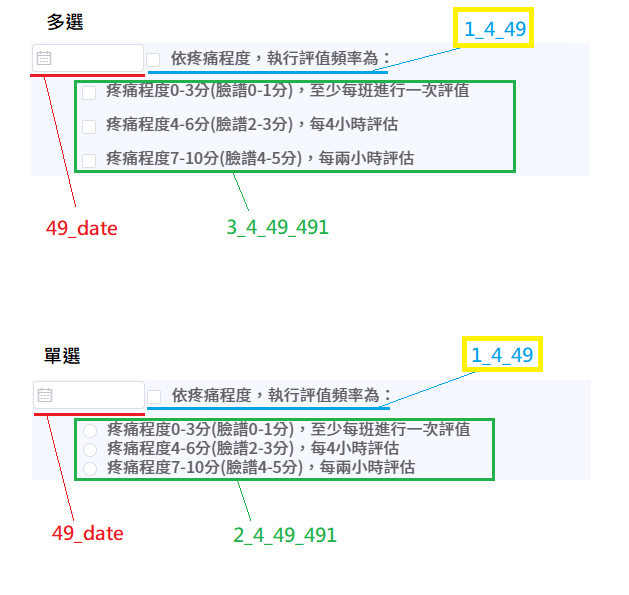 多選
1_4_49
依疼痛程度，執行評值頻率為：
疼痛程度0-3分(臉譜0-1分)，至少每班進行一次評值
疼痛程度4-6分(臉譜2-3分)，每4小時評估
疼痛程度7-10分(臉譜4-5分)，每兩小時評估
49_date
3_4_49_491
單選
1_4_49
依疼痛程度，執行評值頻率為：
疼痛程度0-3分(臉譜0-1分)，至少每班進行一次評值
疼痛程度4-6分(臉譜2-3分)，每4小時評估
疼痛程度7-10分(臉譜4-5分)，每兩小時評估
49_date
2_4_49_491